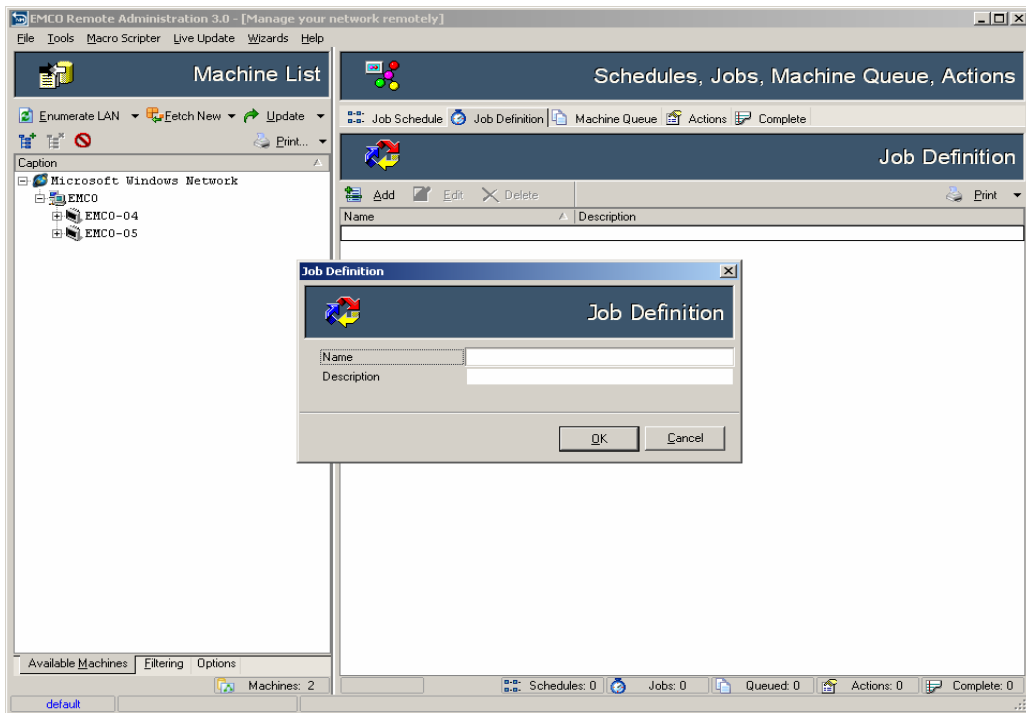 EMCO Remote Administration 3.0 - [Manage your network remotely]
File Tools Macro Scripter Live Update Wizards Help
Machine List
Schedules, Jobs, Machine Queue, Actions
Enumerate LAN Fetch New Update
Job Schedule Job Definition Machine Queue Actions Complete
Print...
Job Definition
Caption
Add Edit Delete Print
Microsoft Windows Network
Name Description
EMCO
EMCO-04
EMCO-05
Job Definition
Job Definition
Name
Description
OK Cancel
Available Machines Filtering Options
Machines: 2
Schedules: 0 Jobs: 0 Queued: 0 Actions: 0 Complete: 0
default